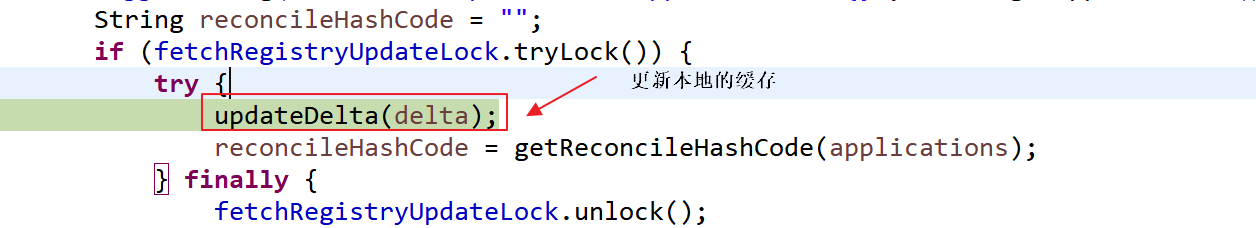 String reconcileHashCode = "";
if (fetchRegistryUpdateLock.tryLock()) {
try {
更新本地的缓存
updateDelta(delta);
reconcileHashCode = getReconcileHashCode(applications);
} finally {
fetchRegistryUpdateLock.unlock();